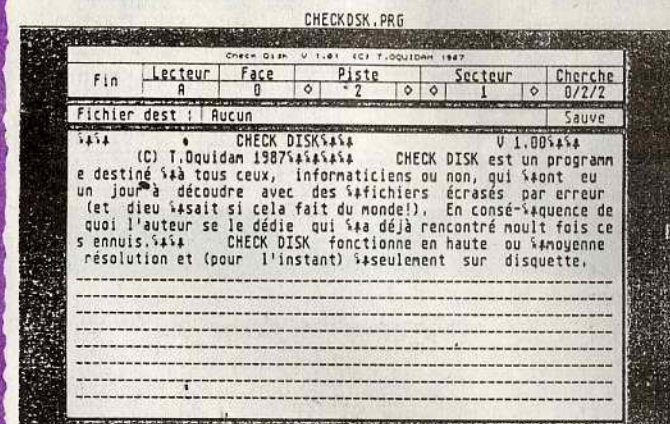 CHECKDSK.PRG
Check Disk V 1.01 (C) T.OQUIDAM 1987
Fin Lecteur Face Piste Secteur Cherche
A 0 ◊ 2 ◊ ◊ 1 ◊ 0/2/2
Fichier dest : Aucun Sauve
CHECK DISK V 1.00
(C) T.Oquidam 1987 CHECK DISK est un programm
e destiné à tous ceux, informaticiens ou non, qui ont eu
un jour à découdre avec des fichiers écrasés par erreur
(et dieu sait si cela fait du monde!). En consé-quence de
quoi l'auteur se le dédie qui a déjà rencontré moult fois ce
s ennuis. CHECK DISK fonctionne en haute ou moyenne
résolution et (pour l'instant) seulement sur disquette.